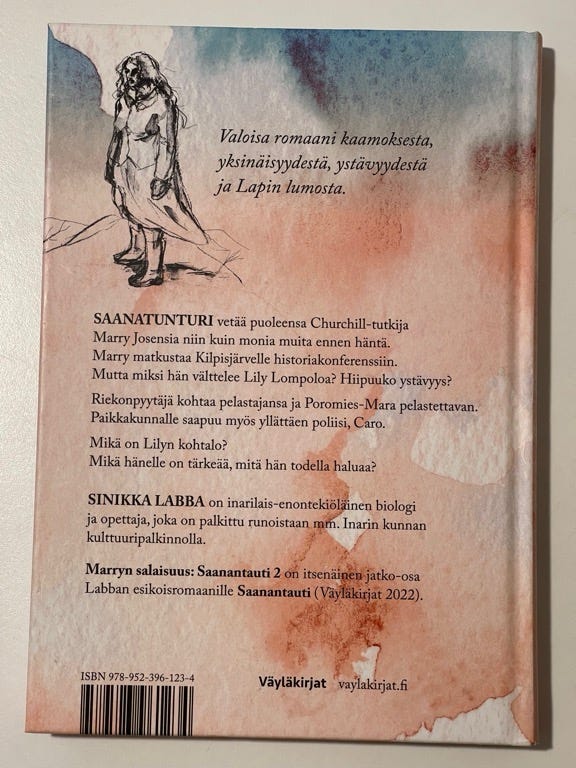 Valoisa romaani kaamoksesta,
yksinäisyydestä, ystävyydestä
ja Lapin lumosta.
SAANATUNTURI vetää puoleensa Churchill-tutkija
Marry Josensia niin kuin monia muita ennen häntä.
Marry matkustaa Kilpisjärvelle historiakonferenssiin.
Mutta miksi hän välttelee Lily Lompoloa? Hiipuuko ystävyys?
Riekonpyytäjä kohtaa pelastajansa ja Poromies-Mara pelastettavan.
Paikkakunnalle saapuu myös yllättäen poliisi, Caro.
Mikä on Lilyn kohtalo?
Mikä hänelle on tärkeää, mitä hän todella haluaa?
SINIKKA LABBA on inarilais-enontekiöläinen biologi
ja opettaja, joka on palkittu runoistaan mm. Inarin kunnan
kulttuuripalkinnolla.
Marryn salaisuus: Saanantauti 2 on itsenäinen jatko-osa
Labban esikoisromaanille Saanantauti (Väyläkirjat 2022).
ISBN 978-952-396-123-4
Väyläkirjat vaylakirjat.fi